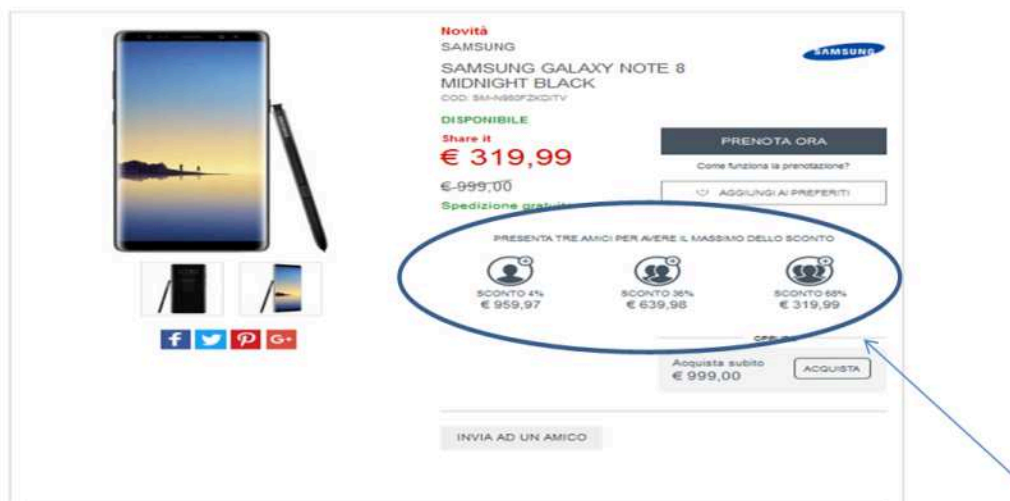 Novità
SAMSUNG
SAMSUNG
SAMSUNG GALAXY NOTE 8
MIDNIGHT BLACK
DISPONIBILE
Share it
€ 319,99
PRENOTA ORA
Come funziona la prenotazione?
€ 999,00
AGGIUNGI AI PREFERITI
Spedizione gratuita
PRESENTA TRE AMICI PER AVERE IL MASSIMO DELLO SCONTO
SCONTO 4%
€ 959,97
SCONTO 36%
€ 639,98
SCONTO 68%
€ 319,99
Acquista subito
€ 999,00
ACQUISTA
INVIA AD UN AMICO